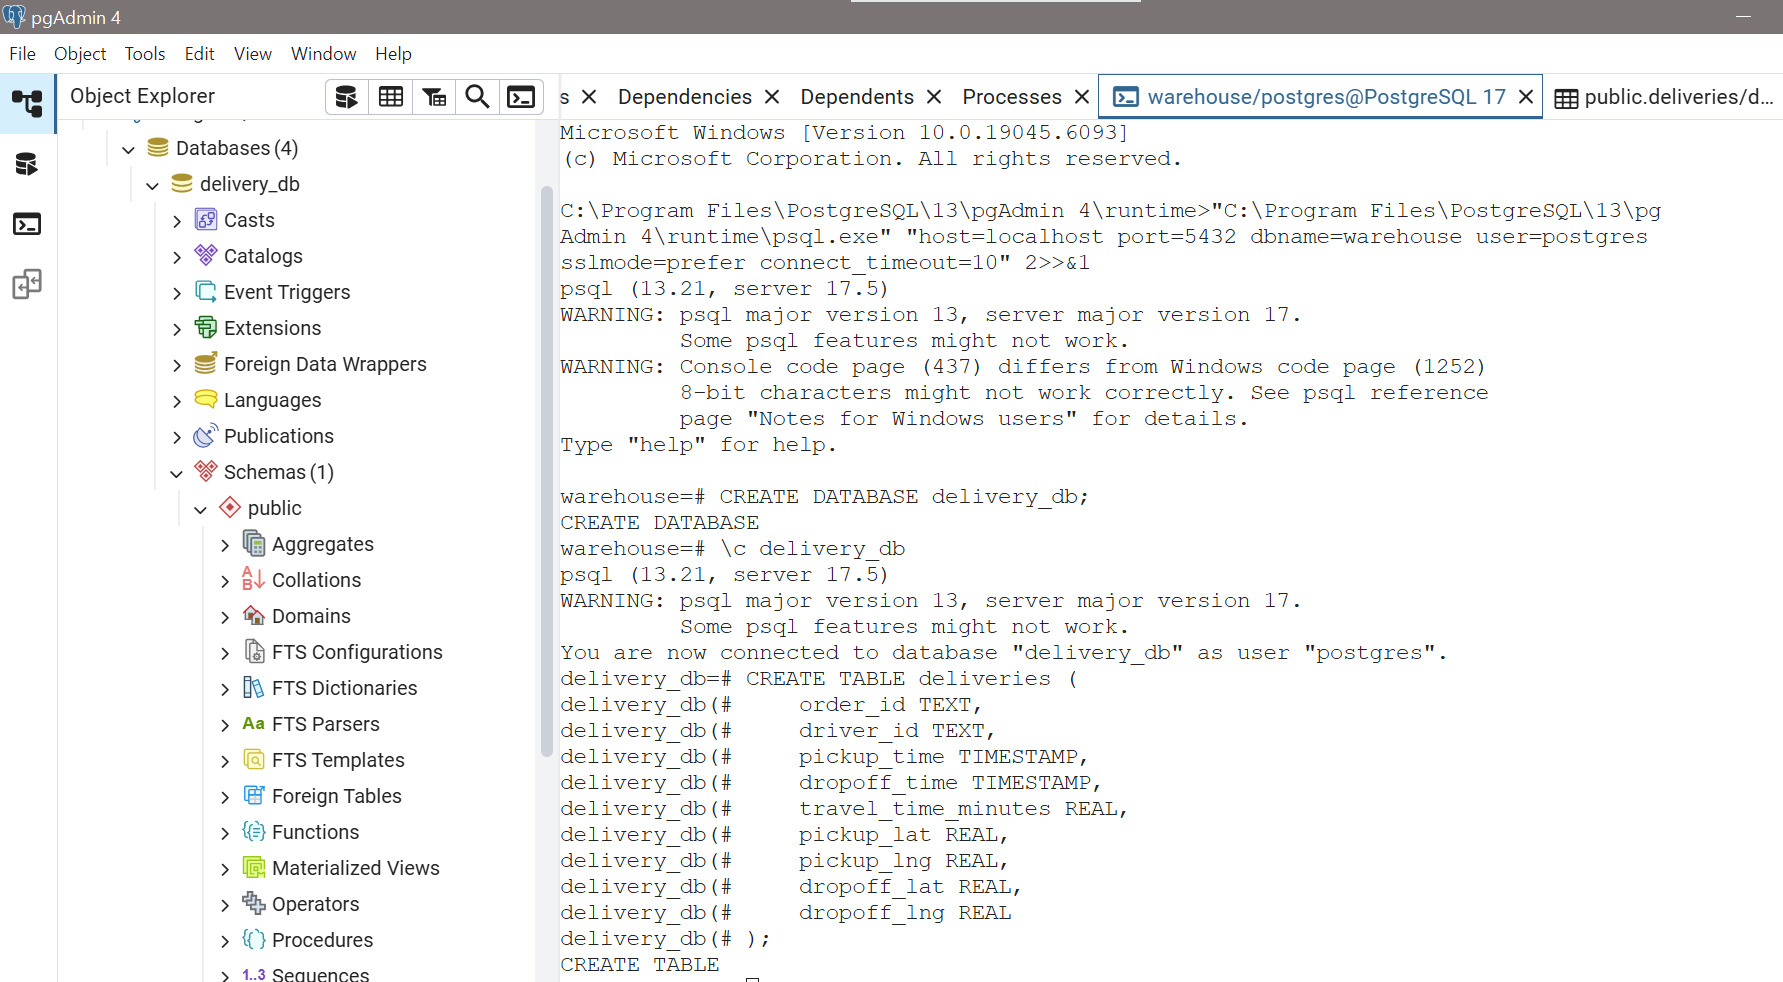 pgAdmin 4
File Object Tools Edit View Window Help
Object Explorer
s Dependencies Dependents Processes warehouse/postgres@PostgreSQL 17 public.deliveries/d...
Databases (4)
delivery_db
Casts
Catalogs
Event Triggers
Extensions
Foreign Data Wrappers
Languages
Publications
Schemas (1)
public
Aggregates
Collations
Domains
FTS Configurations
FTS Dictionaries
Aa FTS Parsers
FTS Templates
Foreign Tables
Functions
Materialized Views
Operators
Procedures
1..3 Sequences
Microsoft Windows [Version 10.0.19045.6093]
(c) Microsoft Corporation. All rights reserved.
C:\Program Files\PostgreSQL\13\pgAdmin 4\runtime>"C:\Program Files\PostgreSQL\13\pg
Admin 4\runtime\psql.exe" "host=localhost port=5432 dbname=warehouse user=postgres
sslmode=prefer connect_timeout=10" 2>>&1
psql (13.21, server 17.5)
WARNING: psql major version 13, server major version 17.
         Some psql features might not work.
WARNING: Console code page (437) differs from Windows code page (1252)
         8-bit characters might not work correctly. See psql reference
         page "Notes for Windows users" for details.
Type "help" for help.
warehouse=# CREATE DATABASE delivery_db;
CREATE DATABASE
warehouse=# \c delivery_db
psql (13.21, server 17.5)
WARNING: psql major version 13, server major version 17.
         Some psql features might not work.
You are now connected to database "delivery_db" as user "postgres".
delivery_db=# CREATE TABLE deliveries (
delivery_db(#     order_id TEXT,
delivery_db(#     driver_id TEXT,
delivery_db(#     pickup_time TIMESTAMP,
delivery_db(#     dropoff_time TIMESTAMP,
delivery_db(#     travel_time_minutes REAL,
delivery_db(#     pickup_lat REAL,
delivery_db(#     pickup_lng REAL,
delivery_db(#     dropoff_lat REAL,
delivery_db(#     dropoff_lng REAL
delivery_db(# );
CREATE TABLE